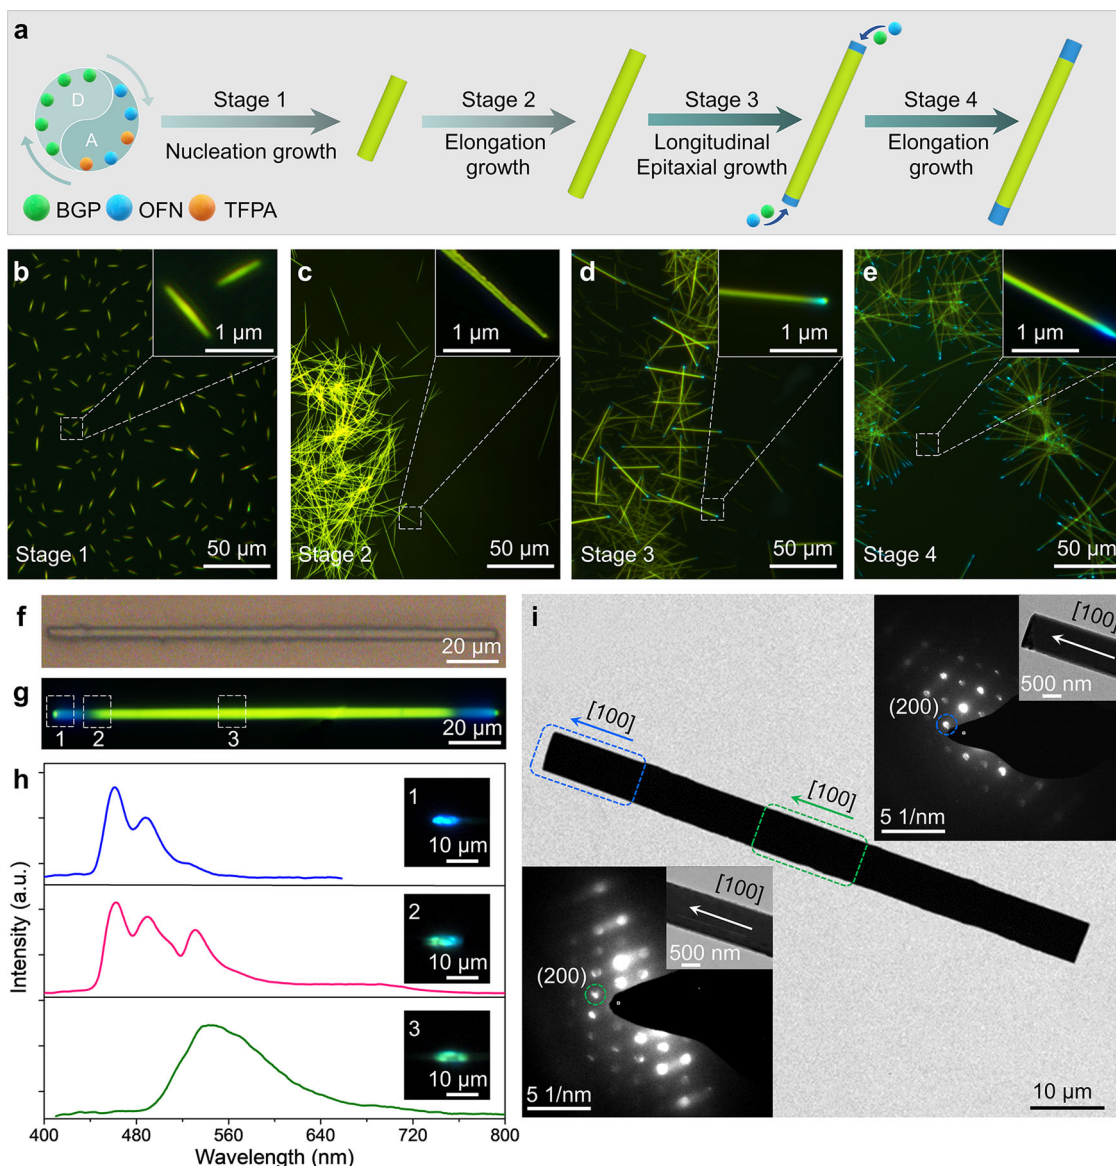 a
D
A
BGP OFN TFPA
Stage 1
Nucleation growth
Stage 2
Elongation
growth
Stage 3
Longitudinal
Epitaxial growth
Stage 4
Elongation
growth
b
1 µm
Stage 1
50 µm
c
1 µm
Stage 2
50 µm
d
1 µm
Stage 3
50 µm
e
1 µm
Stage 4
50 µm
f
20 µm
g
1 2 3
20 µm
h
Intensity (a.u.)
1
10 µm
2
10 µm
3
10 µm
400 480 560 640 720 800
Wavelength (nm)
i
[100]
[100]
(200)
[100]
500 nm
5 1/nm
(200)
[100]
500 nm
5 1/nm
10 µm